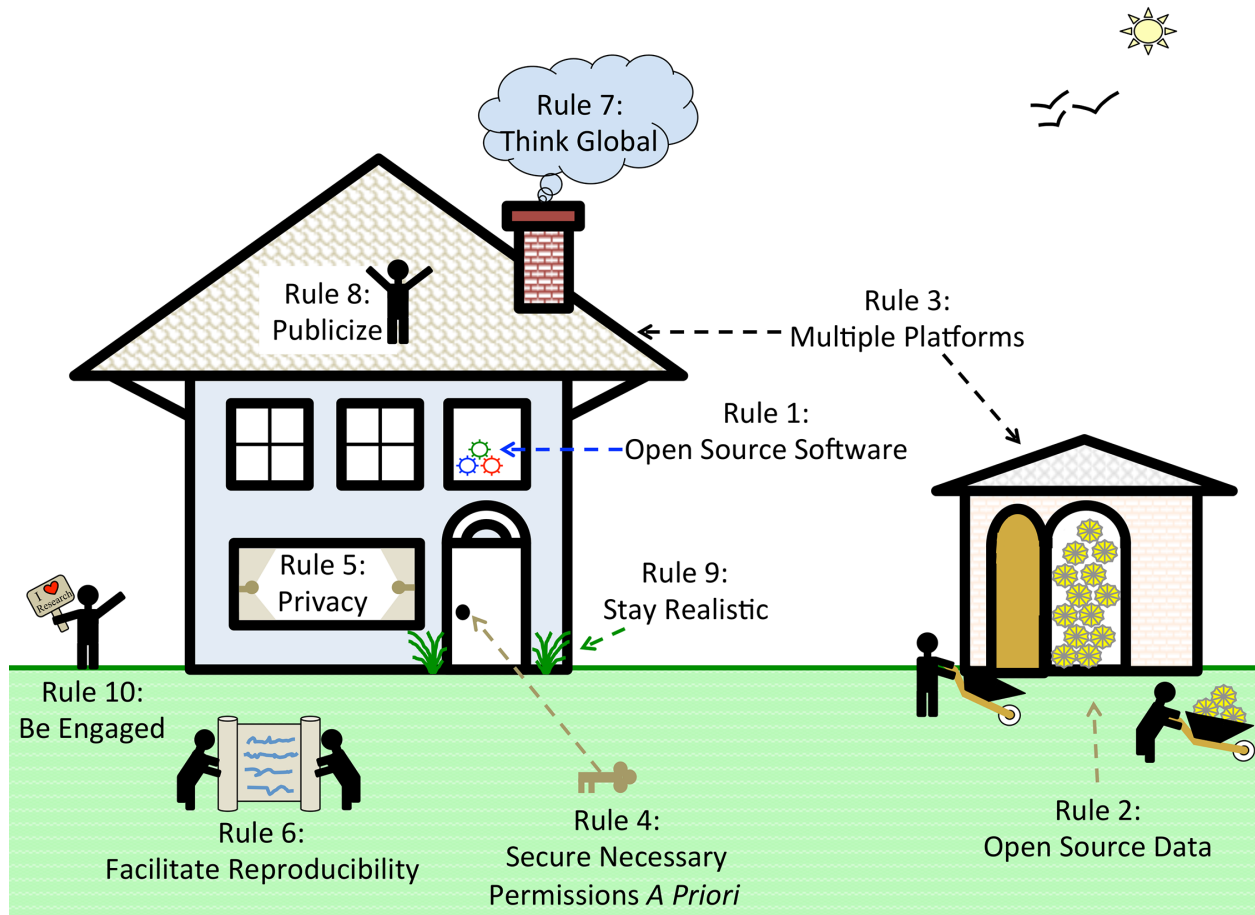 Rule 7:
Think Global
Rule 8:
Publicize
Rule 3:
Multiple Platforms
Rule 1:
Open Source Software
Rule 5:
Privacy
Rule 9:
Stay Realistic
I ❤
Research
Rule 10:
Be Engaged
Rule 6:
Facilitate Reproducibility
Rule 4:
Secure Necessary
Permissions A Priori
Rule 2:
Open Source Data